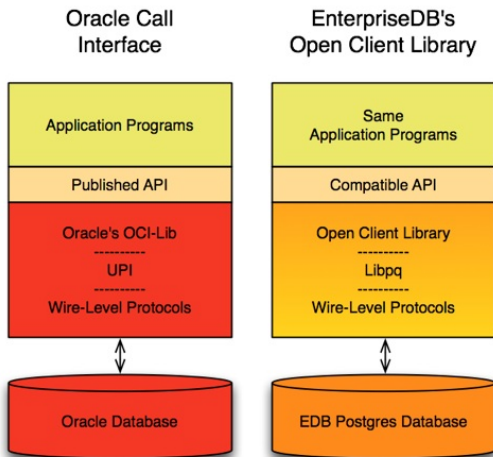 Oracle Call
Interface
Application Programs
Published API
Oracle's OCI-Lib
----------
UPI
----------
Wire-Level Protocols
Oracle Database
EnterpriseDB's
Open Client Library
Same
Application Programs
Compatible API
Open Client Library
----------
Libpq
----------
Wire-Level Protocols
EDB Postgres Database